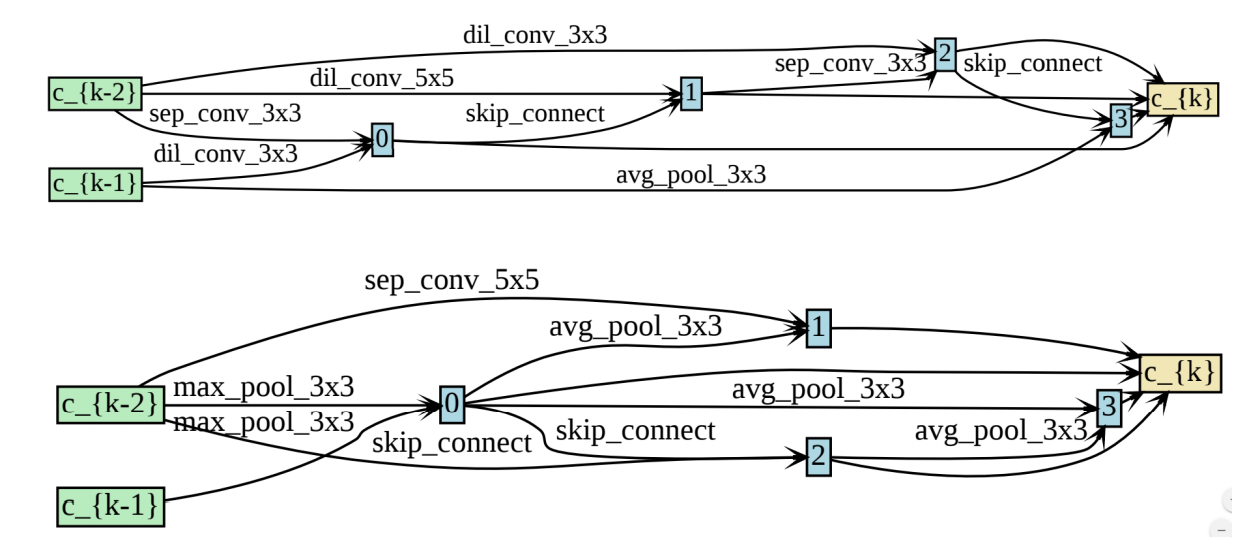 dil_conv_3x3
2
sep_conv_3x3
skip_connect
c_{k-2}
dil_conv_5x5
1
c_{k}
sep_conv_3x3
skip_connect
3
0
dil_conv_3x3
c_{k-1}
avg_pool_3x3
sep_conv_5x5
avg_pool_3x3
1
c_{k}
c_{k-2}
max_pool_3x3
0
avg_pool_3x3
3
max_pool_3x3
skip_connect
skip_connect
avg_pool_3x3
2
c_{k-1}